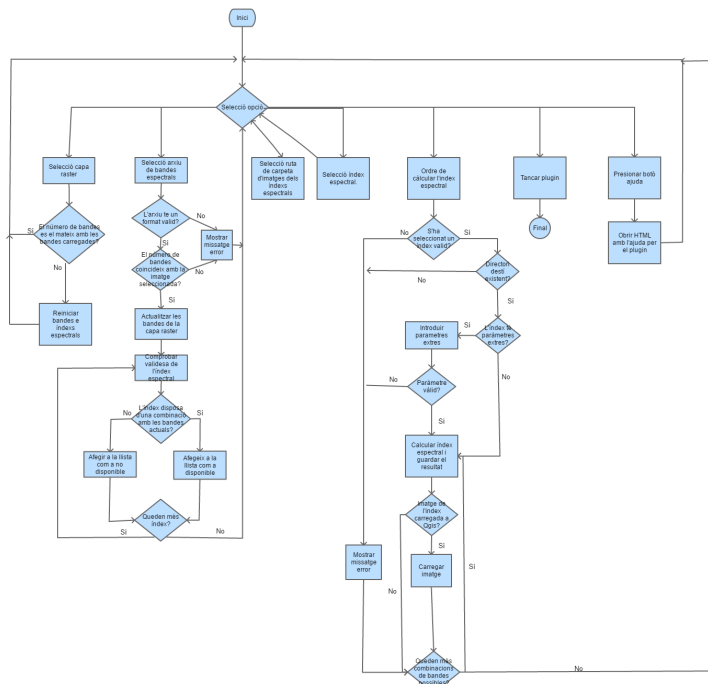 Inici
Selecció opció
Selecció capa
raster
Selecció arxiu
de bandes
espectrals
Selecció ruta
de carpeta
d'imatges dels
índexs
espectrals
Selecció índex
espectral
Ordre de
càlcular l'índex
espectral
Tancar plugin
Presionar botó
ajuda
L'arxiu te un
format valid?
No
Sí
Mostrar
missatge
error
El número de bandes
es el mateix amb les
bandes carregades?
Sí
No
El número de
bandes
coincideix amb la
imatge
seleccionada?
No
Sí
Reiniciar
bandes e
índexs
espectrals
Actualitzar les
bandes de la
capa raster
Comprobar
validesa de
l'índex
espectral
L'índex disposa
d'una combinació
amb les bandes
actuals?
No
Sí
Afegir a la llista
com a no
disponible
Afegeix a la
llista com a
disponible
Queden més
índex?
Sí
No
S'ha
seleccionat un
índex valid?
No
Sí
Final
Obrir HTML
amb l'ajuda per
el plugin
Directori
destí
existent?
No
Sí
L'índex té
paràmetres
extres?
Sí
No
Introduir
parametres
extres
Paràmetre
vàlid?
No
Sí
Calcular índex
espectral i
guardar el
resultat
Imatge de
l'índex
carregada a
Qgis?
Sí
No
Carregar
imatge
Sí
Mostrar
missatge
error
Queden més
combinacions
de bandes
possibles?
No